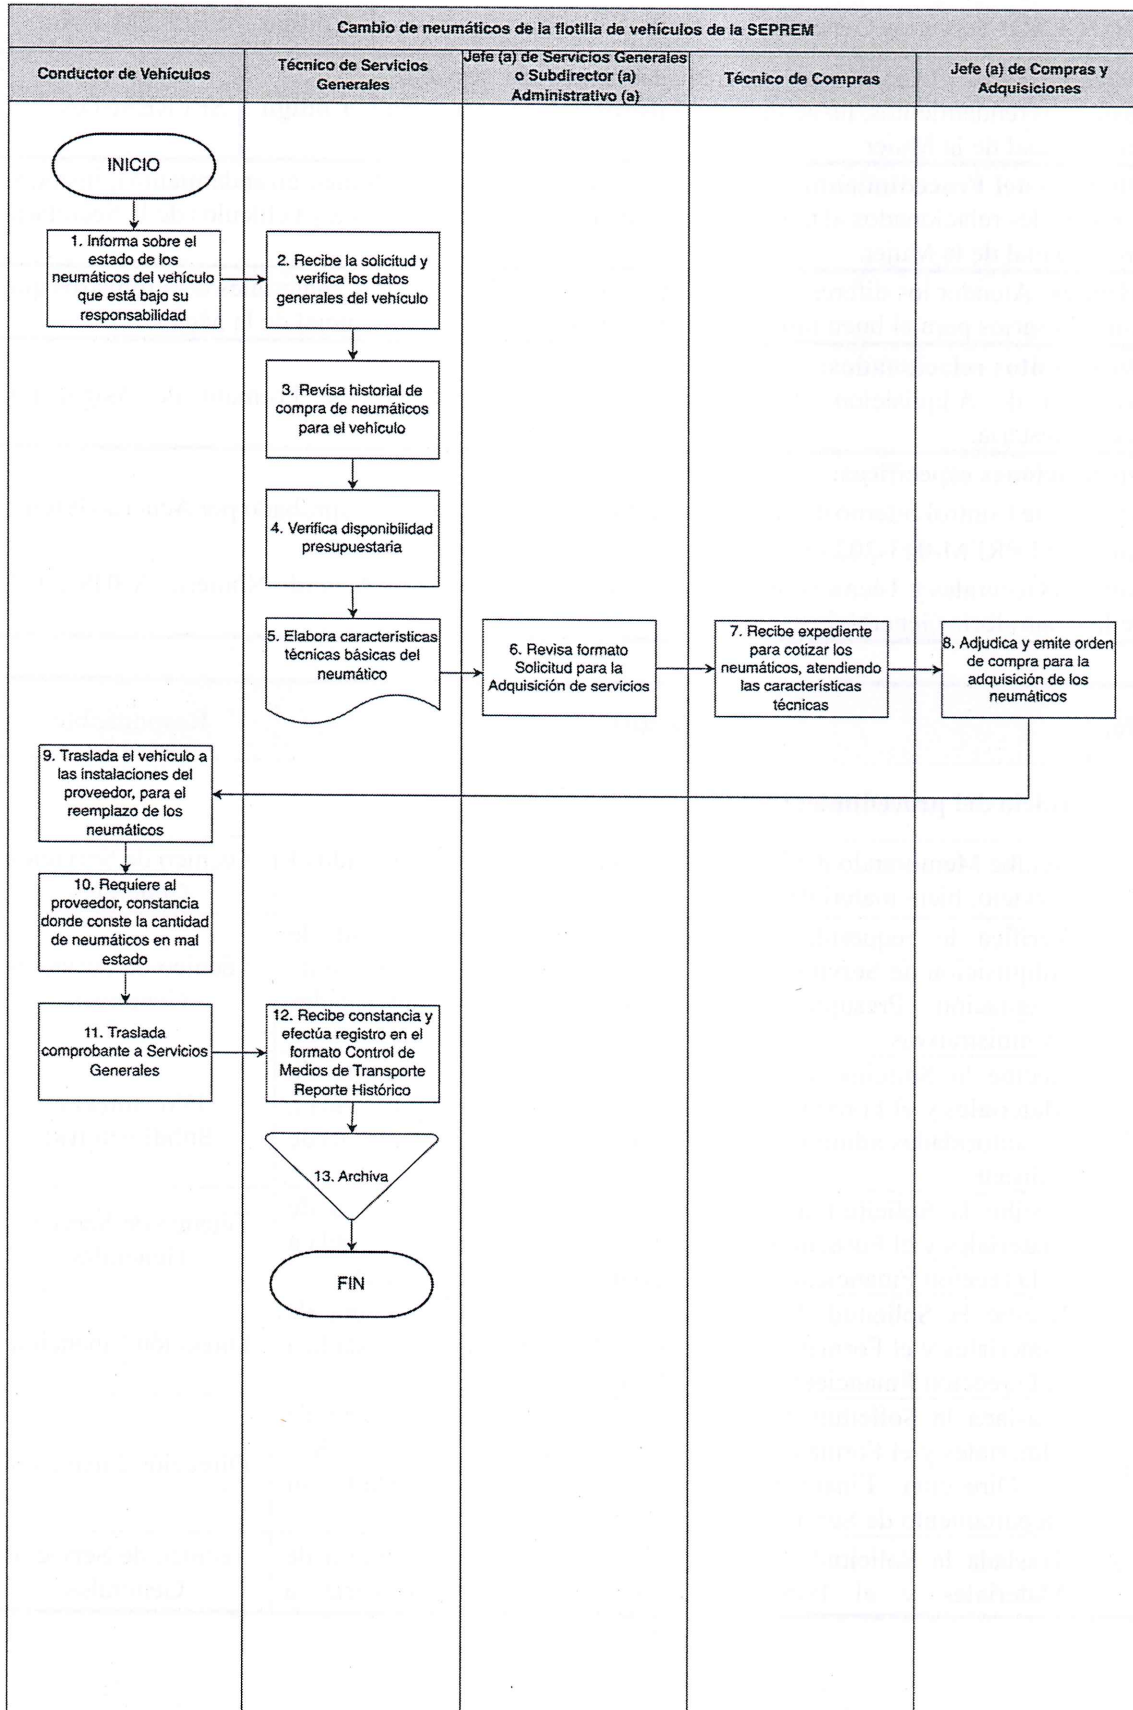 Cambio de neumáticos de la flotilla de vehículos de la SEPREM
Conductor de Vehículos
Técnico de Servicios
Generales
Jefe (a) de Servicios Generales
o Subdirector (a)
Administrativo (a)
Técnico de Compras
Jefe (a) de Compras y
Adquisiciones
INICIO
1. Informa sobre el
estado de los
neumáticos del vehículo
que está bajo su
responsabilidad
2. Recibe la solicitud y
verifica los datos
generales del vehículo
3. Revisa historial de
compra de neumáticos
para el vehículo
4. Verifica disponibilidad
presupuestaria
5. Elabora características
técnicas básicas del
neumático
6. Revisa formato
Solicitud para la
Adquisición de servicios
7. Recibe expediente
para cotizar los
neumáticos, atendiendo
las características
técnicas
8. Adjudica y emite orden
de compra para la
adquisición de los
neumáticos
9. Traslada el vehículo a
las instalaciones del
proveedor, para el
reemplazo de los
neumáticos
10. Requiere al
proveedor, constancia
donde conste la cantidad
de neumáticos en mal
estado
11. Traslada
comprobante a Servicios
Generales
12. Recibe constancia y
efectúa registro en el
formato Control de
Medios de Transporte
Reporte Histórico
13. Archiva
FIN